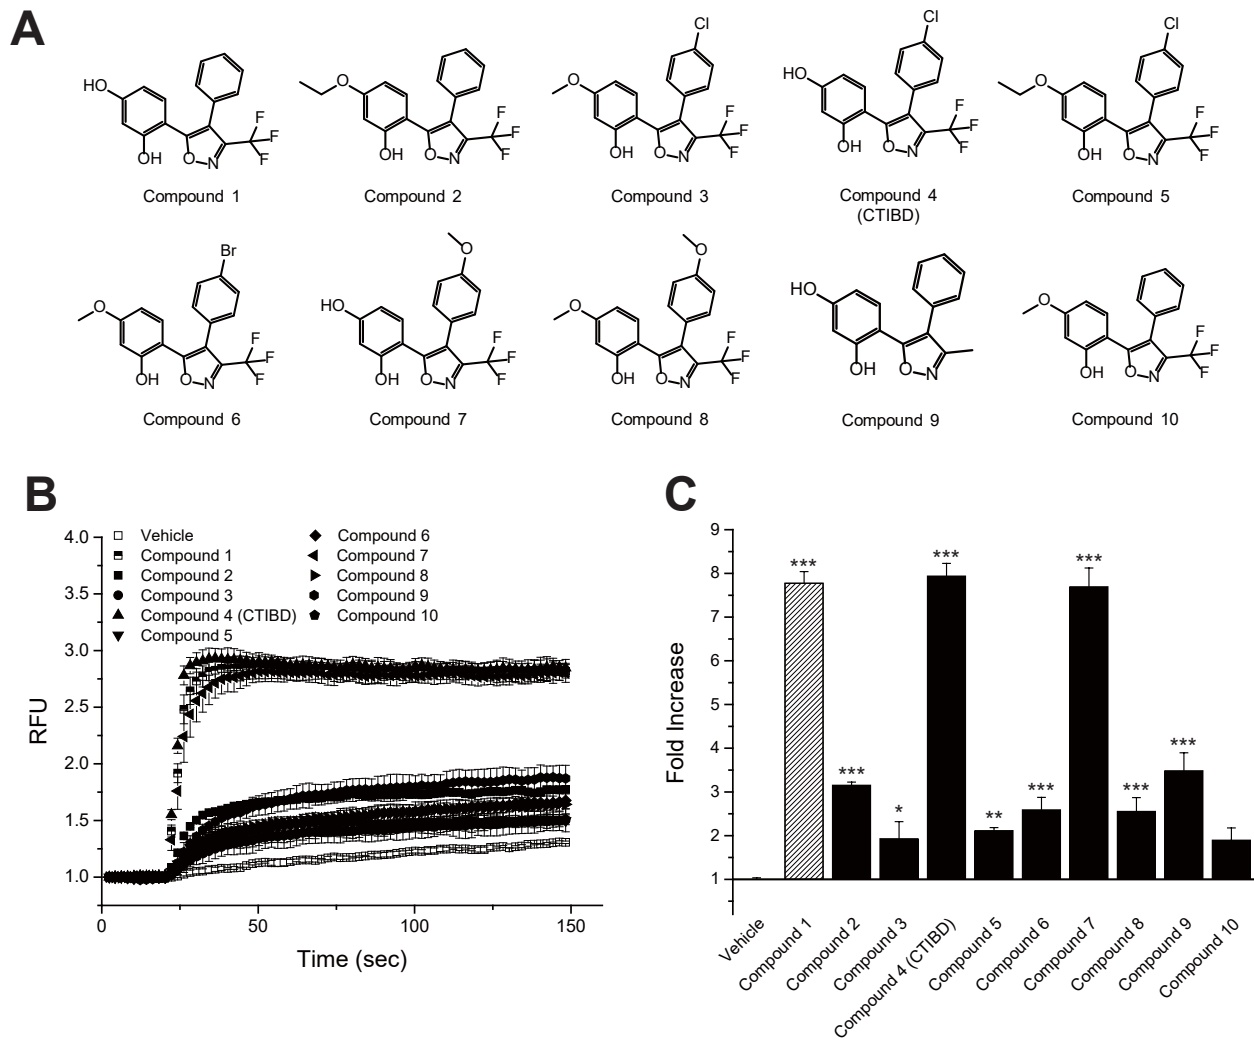 A
HO
OH
O
N
F
F
F
Compound 1
O
OH
O
N
F
F
F
Compound 2
Cl
O
OH
O
N
F
F
F
Compound 3
Cl
HO
OH
O
N
F
F
F
Compound 4
(CTIBD)
Cl
O
OH
O
N
F
F
F
Compound 5
Br
O
OH
O
N
F
F
F
Compound 6
O
HO
OH
O
N
F
F
F
Compound 7
O
O
OH
O
N
F
F
F
Compound 8
HO
OH
O
N
Compound 9
O
OH
O
N
F
F
F
Compound 10
B
Vehicle
Compound 1
Compound 2
Compound 3
Compound 4 (CTIBD)
Compound 5
Compound 6
Compound 7
Compound 8
Compound 9
Compound 10
4.0
3.5
3.0
2.5
2.0
1.5
1.0
RFU
0 50 100 150
Time (sec)
C
9
8
7
6
5
4
3
2
1
Fold Increase
***
***
*
***
**
***
***
***
***
Vehicle
Compound 1
Compound 2
Compound 3
Compound 4 (CTIBD)
Compound 5
Compound 6
Compound 7
Compound 8
Compound 9
Compound 10